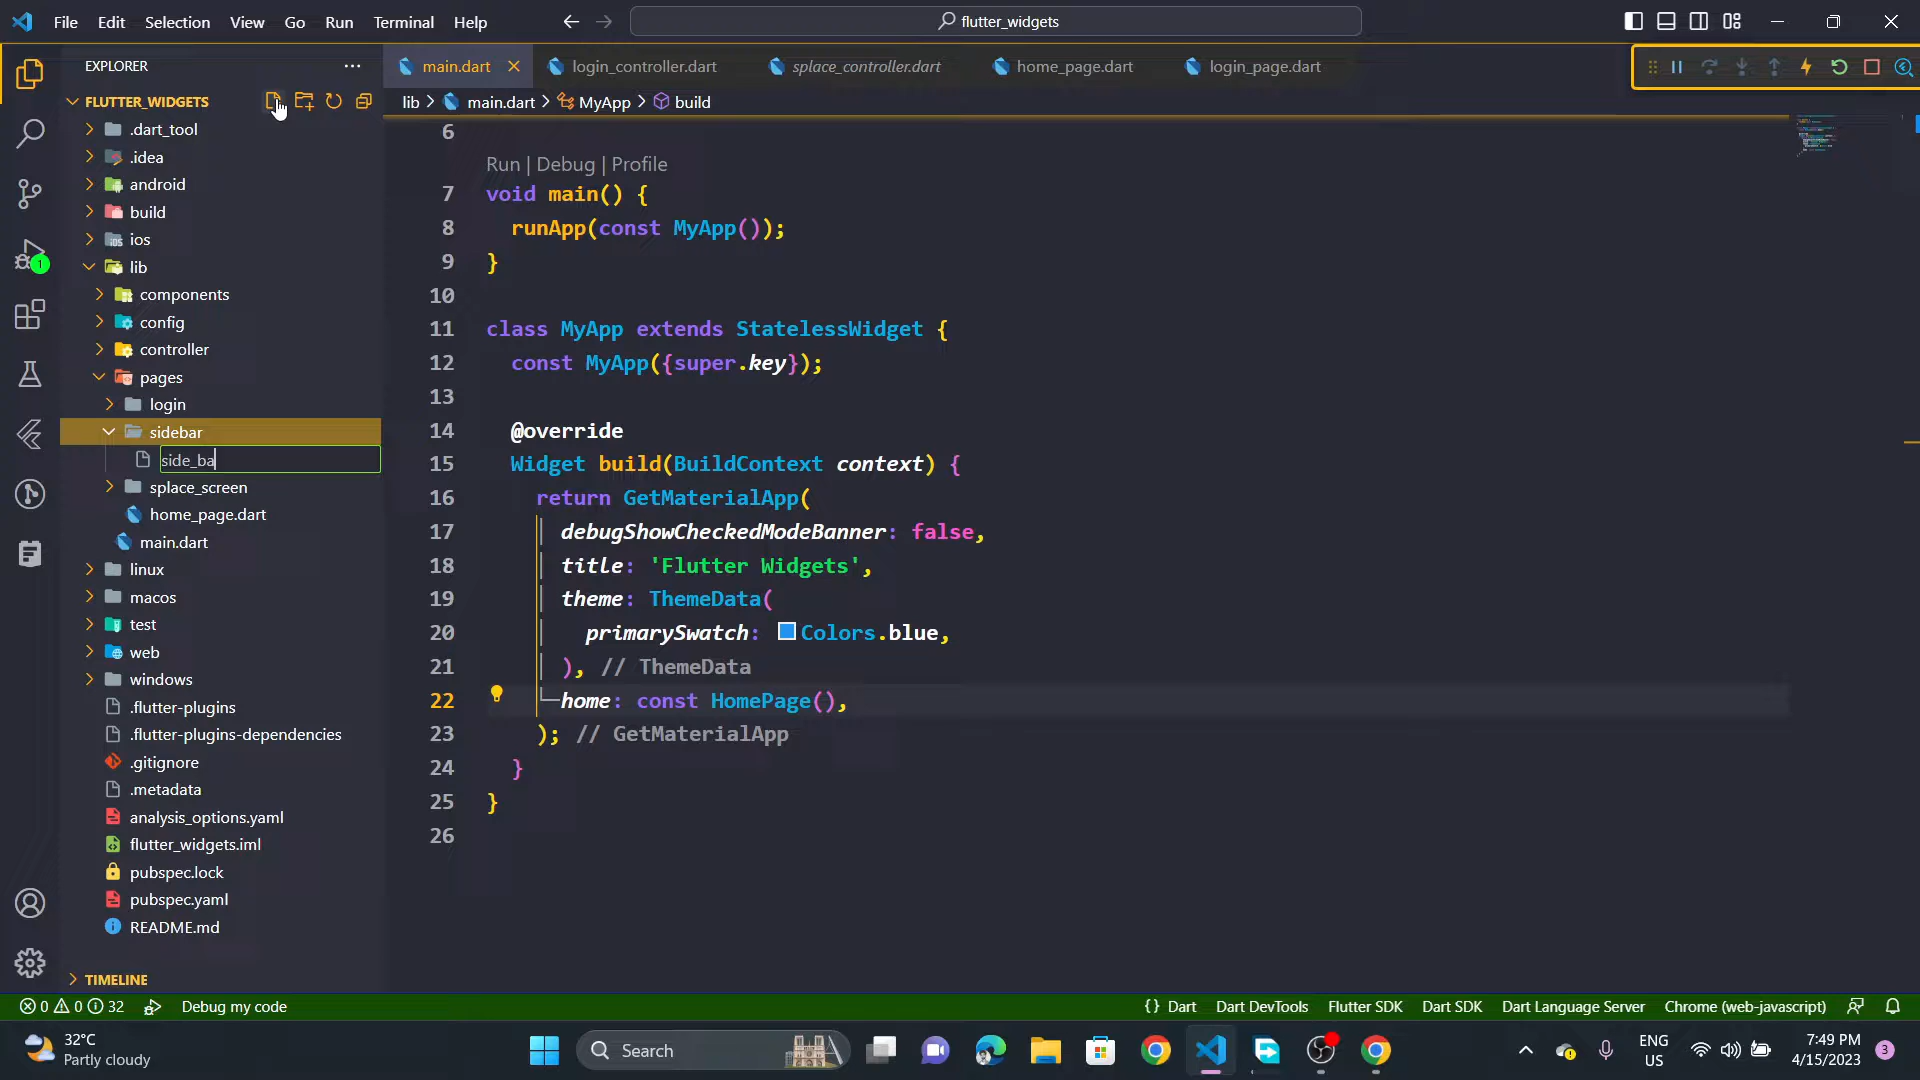 File Edit Selection View Go Run Terminal Help
flutter_widgets
EXPLORER
FLUTTER_WIDGETS
.dart_tool
.idea
android
build
ios
lib
components
config
controller
pages
login
sidebar
side_ba
splace_screen
home_page.dart
main.dart
linux
macos
test
web
windows
.flutter-plugins
.flutter-plugins-dependencies
.gitignore
.metadata
analysis_options.yaml
flutter_widgets.iml
pubspec.lock
pubspec.yaml
README.md
TIMELINE
main.dart login_controller.dart splace_controller.dart home_page.dart login_page.dart
lib > main.dart > MyApp > build
6
Run | Debug | Profile
7 void main() {
8 runApp(const MyApp());
9 }
10
11 class MyApp extends StatelessWidget {
12 const MyApp({super.key});
13
14 @override
15 Widget build(BuildContext context) {
16 return GetMaterialApp(
17 debugShowCheckedModeBanner: false,
18 title: 'Flutter Widgets',
19 theme: ThemeData(
20 primarySwatch: Colors.blue,
21 ), // ThemeData
22 home: const HomePage(),
23 ); // GetMaterialApp
24 }
25 }
26
1
0 0 32 Debug my code {} Dart Dart DevTools Flutter SDK Dart SDK Dart Language Server Chrome (web-javascript)
32°C
Partly cloudy
Search
ENG
US
7:49 PM
4/15/2023
3